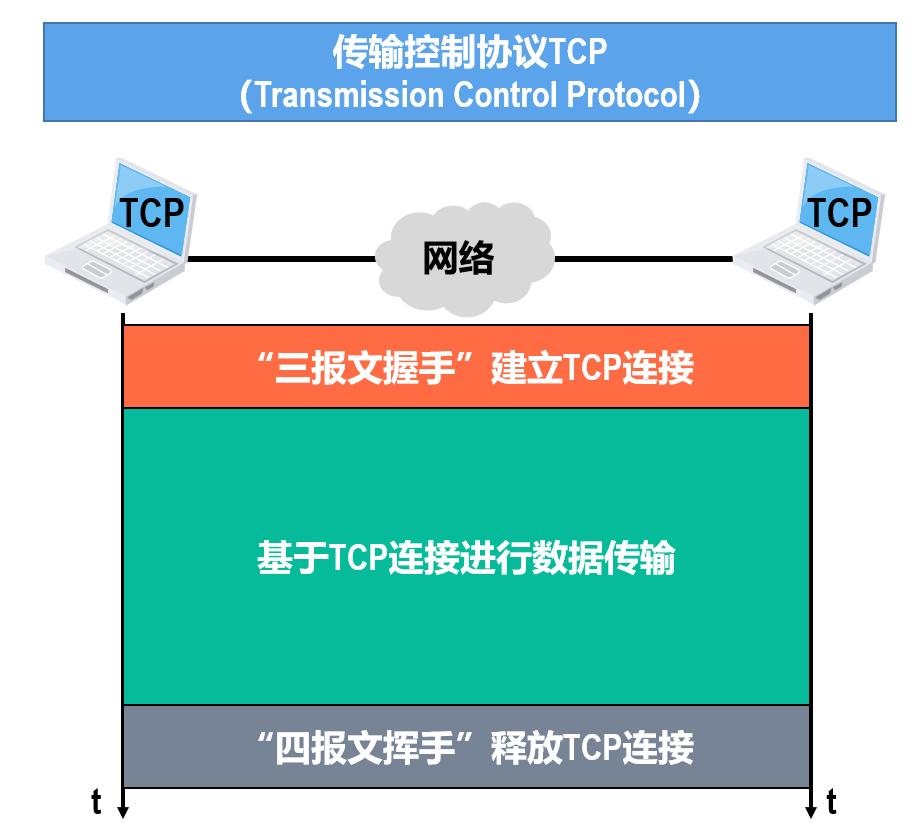 传输控制协议TCP
（Transmission Control Protocol）
TCP
TCP
网络
“三报文握手”建立TCP连接
基于TCP连接进行数据传输
“四报文挥手”释放TCP连接
t
t